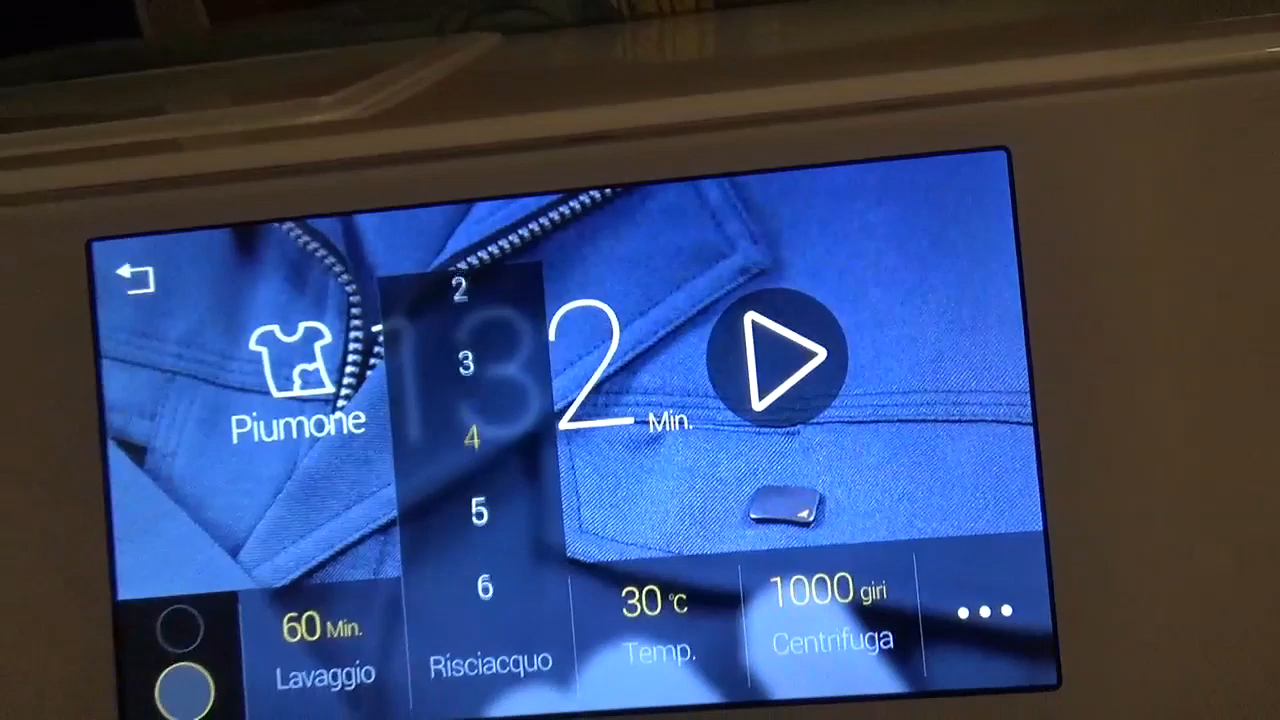 2
3
4
5
6
132 Min.
Piumone
60 Min.
Lavaggio
Risciacquo
30 °C
Temp.
1000 giri
Centrifuga